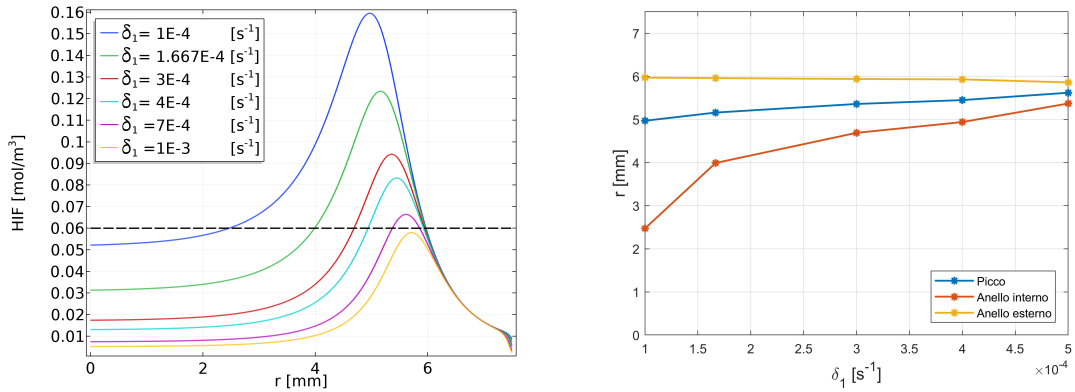 0.16
0.15
0.14
0.13
0.12
0.11
0.1
0.09
0.08
0.07
0.06
0.05
0.04
0.03
0.02
0.01
HIF [mol/m³]
δ₁= 1E-4 [s⁻¹]
δ₁= 1.667E-4 [s⁻¹]
δ₁= 3E-4 [s⁻¹]
δ₁= 4E-4 [s⁻¹]
δ₁ =7E-4 [s⁻¹]
δ₁ =1E-3 [s⁻¹]
0 2 4 6
r [mm]
7
6
5
4
3
2
1
0
r [mm]
Picco
Anello interno
Anello esterno
1 1.5 2 2.5 3 3.5 4 4.5 5
δ₁ [s⁻¹]
×10⁻⁴